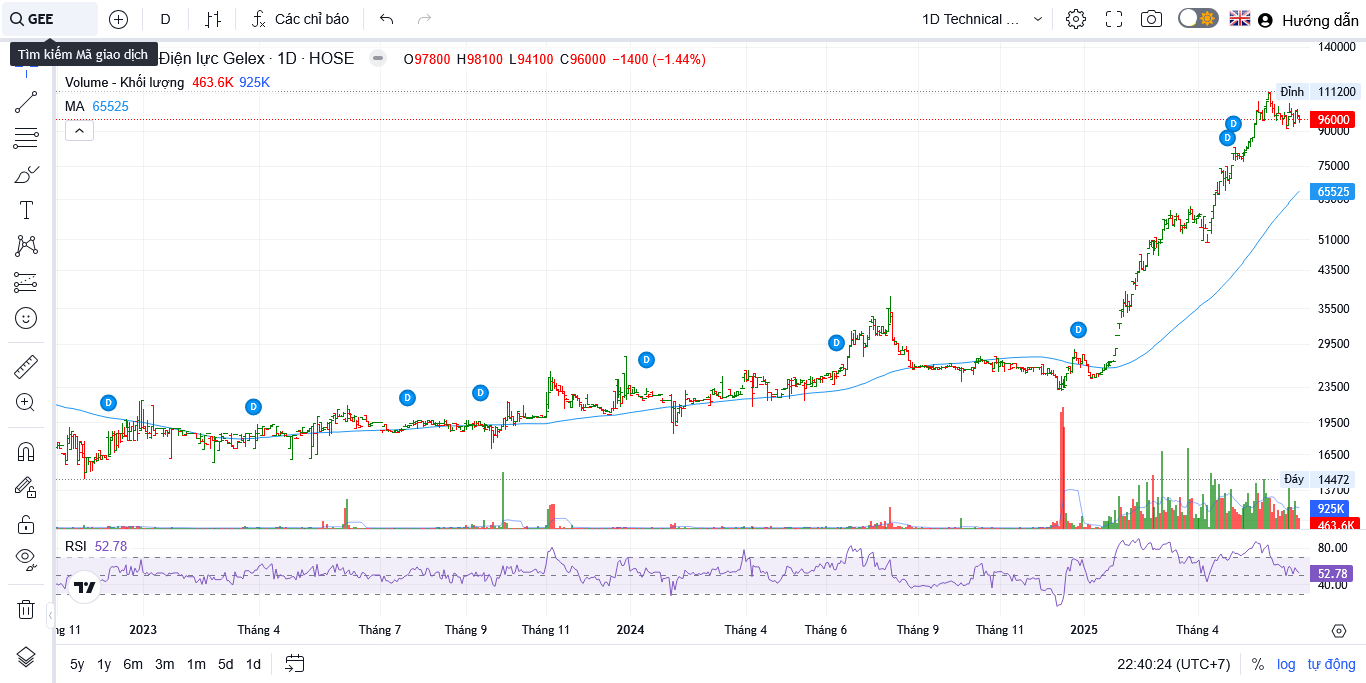 GEE D Các chỉ báo 1D Technical ... Hướng dẫn
Tìm kiếm Mã giao dịch Điện lực Gelex · 1D · HOSE O97800 H98100 L94100 C96000 −1400 (−1.44%)
Volume - Khối lượng 463.6K 925K
MA 65525
140000
Đỉnh 111200
96000
90000
75000
65525
51000
43500
35500
29500
23500
19500
16500
Đáy 14472
13700
925K
463.6K
D
D
D
D
D
D
D
D
D
RSI 52.78
80.00
52.78
40.00
ng 11 2023 Tháng 4 Tháng 7 Tháng 9 Tháng 11 2024 Tháng 4 Tháng 6 Tháng 9 Tháng 11 2025 Tháng 4
5y 1y 6m 3m 1m 5d 1d 22:40:24 (UTC+7) % log tự động